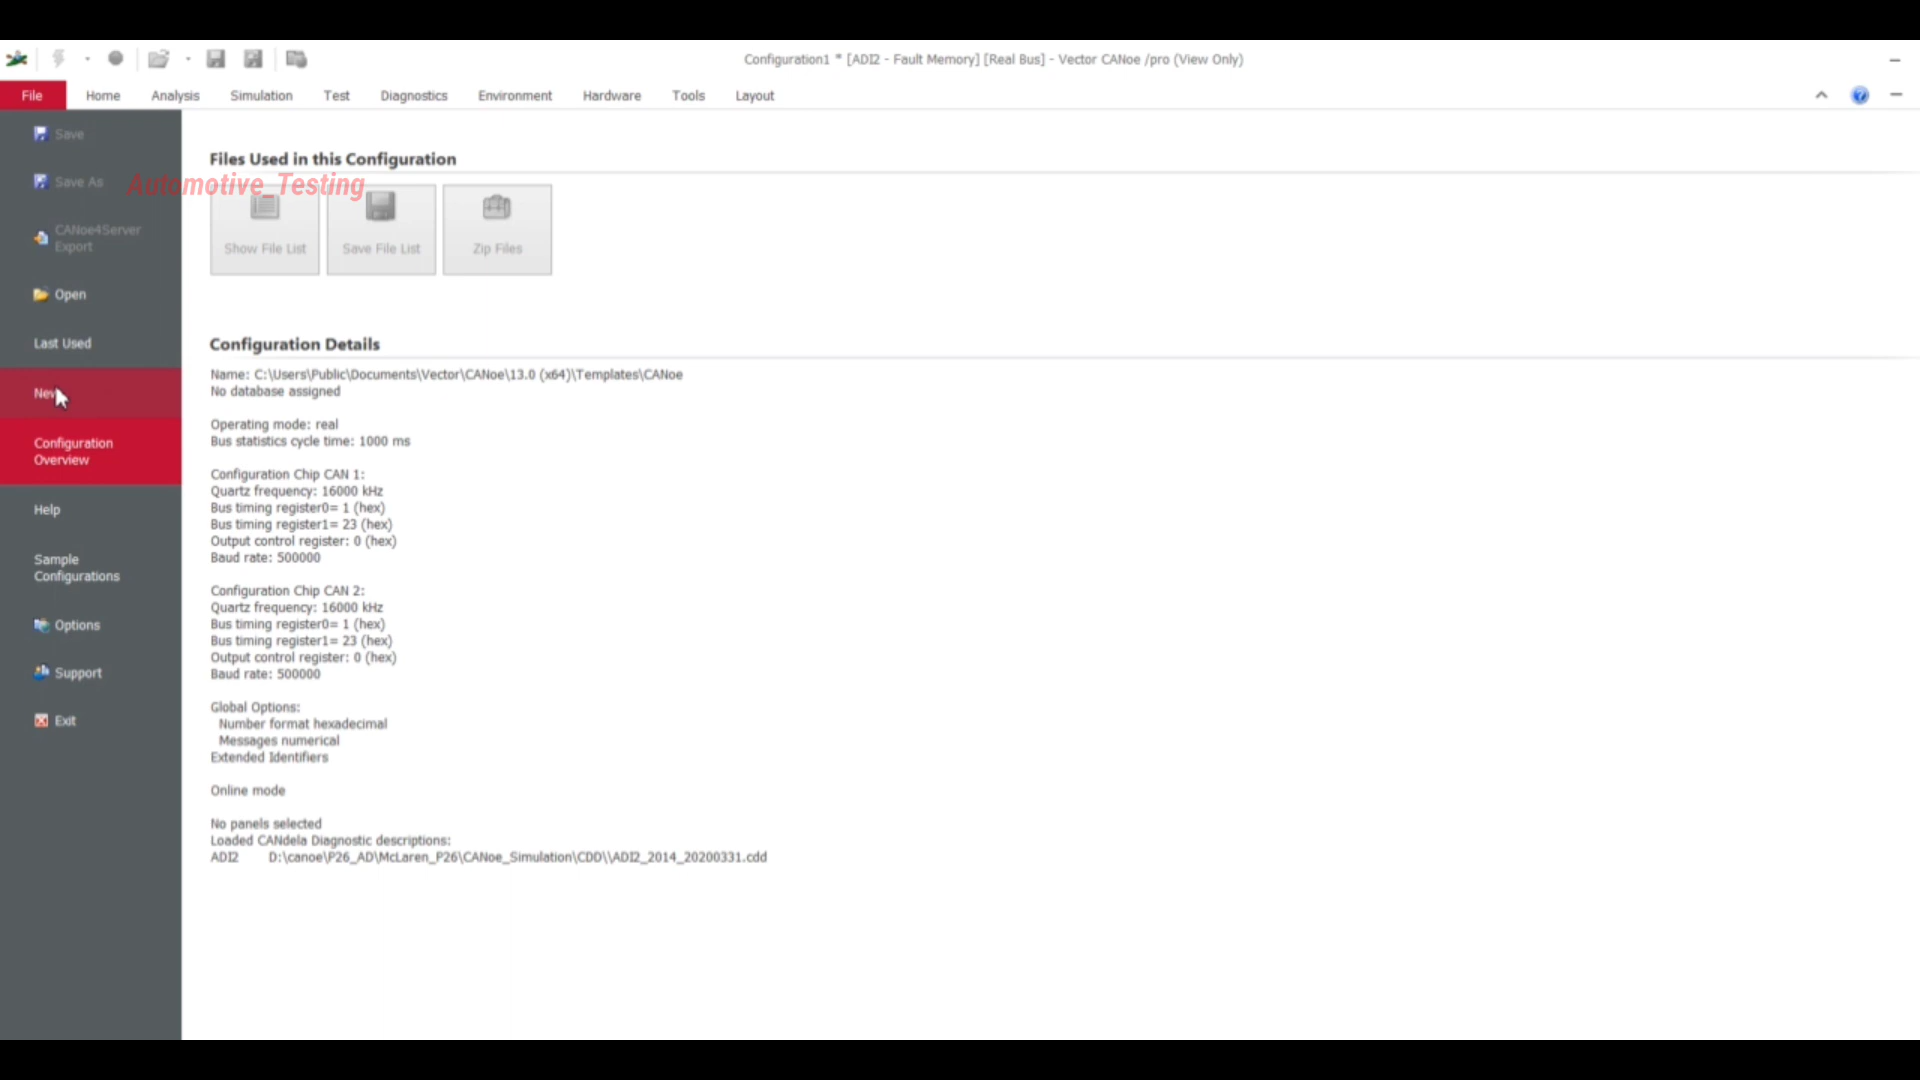 Configuration1 * [ADI2 - Fault Memory] [Real Bus] - Vector CANoe /pro (View Only)
File Home Analysis Simulation Test Diagnostics Environment Hardware Tools Layout
Save
Save As
CANoe4Server
Export
Open
Last Used
New
Configuration
Overview
Help
Sample
Configurations
Options
Support
Exit
Files Used in this Configuration
Automotive_Testing
Show File List Save File List Zip Files
Configuration Details
Name: C:\Users\Public\Documents\Vector\CANoe\13.0 (x64)\Templates\CANoe
No database assigned
Operating mode: real
Bus statistics cycle time: 1000 ms
Configuration Chip CAN 1:
Quartz frequency: 16000 kHz
Bus timing register0= 1 (hex)
Bus timing register1= 23 (hex)
Output control register: 0 (hex)
Baud rate: 500000
Configuration Chip CAN 2:
Quartz frequency: 16000 kHz
Bus timing register0= 1 (hex)
Bus timing register1= 23 (hex)
Output control register: 0 (hex)
Baud rate: 500000
Global Options:
Number format hexadecimal
Messages numerical
Extended Identifiers
Online mode
No panels selected
Loaded CANdela Diagnostic descriptions:
ADI2 D:\canoe\P26_AD\McLaren_P26\CANoe_Simulation\CDD\\ADI2_2014_20200331.cdd